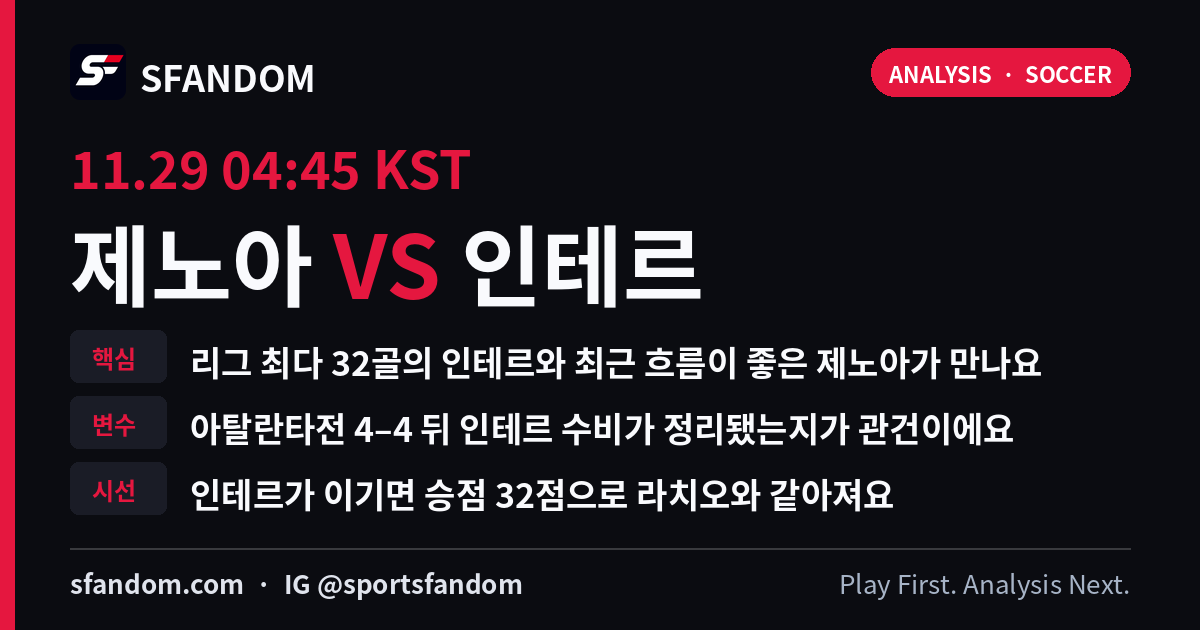 SFANDOM
ANALYSIS · SOCCER
11.29 04:45 KST
제노아 VS 인테르
핵심 리그 최다 32골의 인테르와 최근 흐름이 좋은 제노아가 만나요
변수 아탈란타전 4–4 뒤 인테르 수비가 정리됐는지가 관건이에요
시선 인테르가 이기면 승점 32점으로 라치오와 같아져요
sfandom.com · IG @sportsfandom
Play First. Analysis Next.